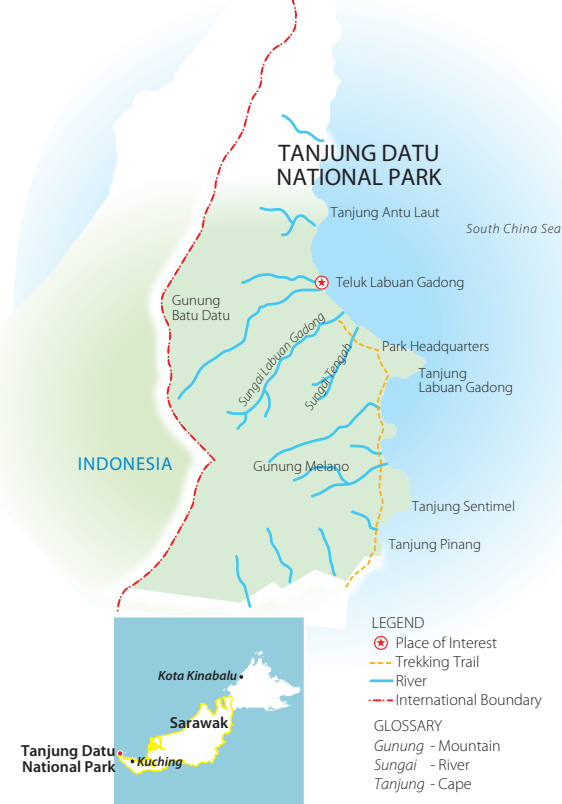 TANJUNG DATU
NATIONAL PARK
Tanjung Antu Laut
South China Sea
Teluk Labuan Gadong
Gunung
Batu Datu
Sungai Labuan Gadong
Sungai Tengah
Park Headquarters
Tanjung
Labuan Gadong
INDONESIA
Gunung Melano
Tanjung Sentimel
Tanjung Pinang
LEGEND
Place of Interest
Trekking Trail
River
International Boundary
GLOSSARY
Gunung - Mountain
Sungai - River
Tanjung - Cape
Kota Kinabalu
Sarawak
Tanjung Datu
National Park
Kuching